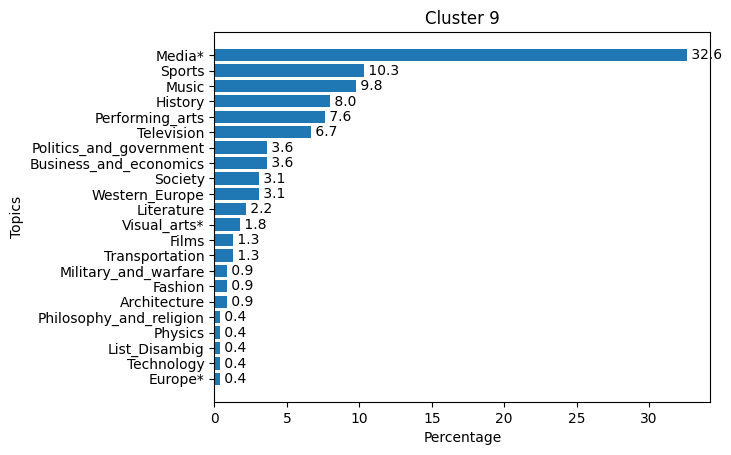 Cluster 9
Topics
Media* 32.6
Sports 10.3
Music 9.8
History 8.0
Performing_arts 7.6
Television 6.7
Politics_and_government 3.6
Business_and_economics 3.6
Society 3.1
Western_Europe 3.1
Literature 2.2
Visual_arts* 1.8
Films 1.3
Transportation 1.3
Military_and_warfare 0.9
Fashion 0.9
Architecture 0.9
Philosophy_and_religion 0.4
Physics 0.4
List_Disambig 0.4
Technology 0.4
Europe* 0.4
0 5 10 15 20 25 30
Percentage